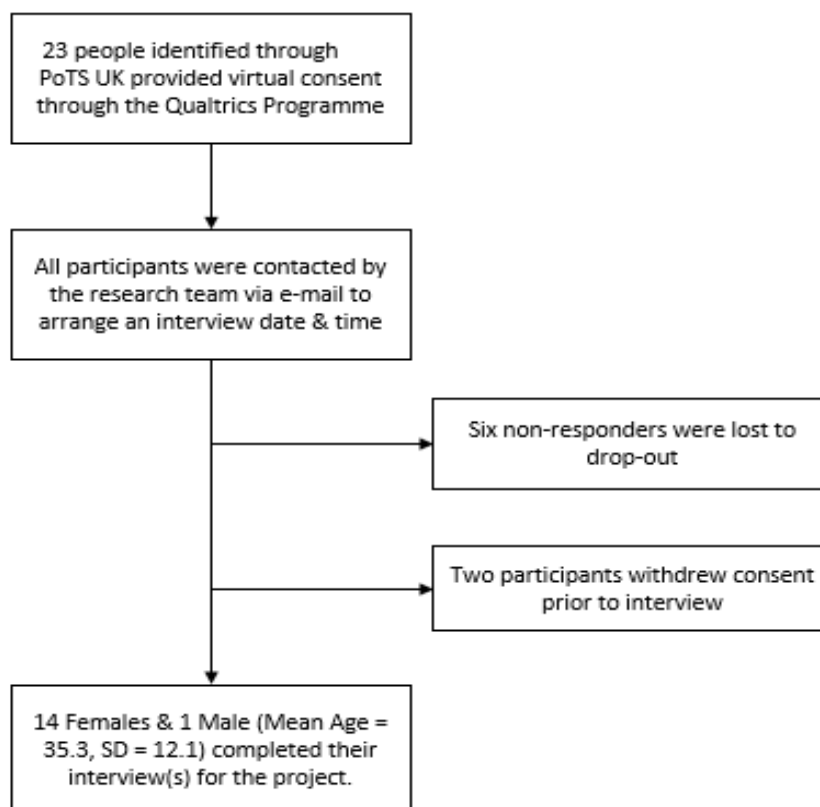 23 people identified through
PoTS UK provided virtual consent
through the Qualtrics Programme
All participants were contacted by
the research team via e-mail to
arrange an interview date & time
Six non-responders were lost to
drop-out
Two participants withdrew consent
prior to interview
14 Females & 1 Male (Mean Age =
35.3, SD = 12.1) completed their
interview(s) for the project.